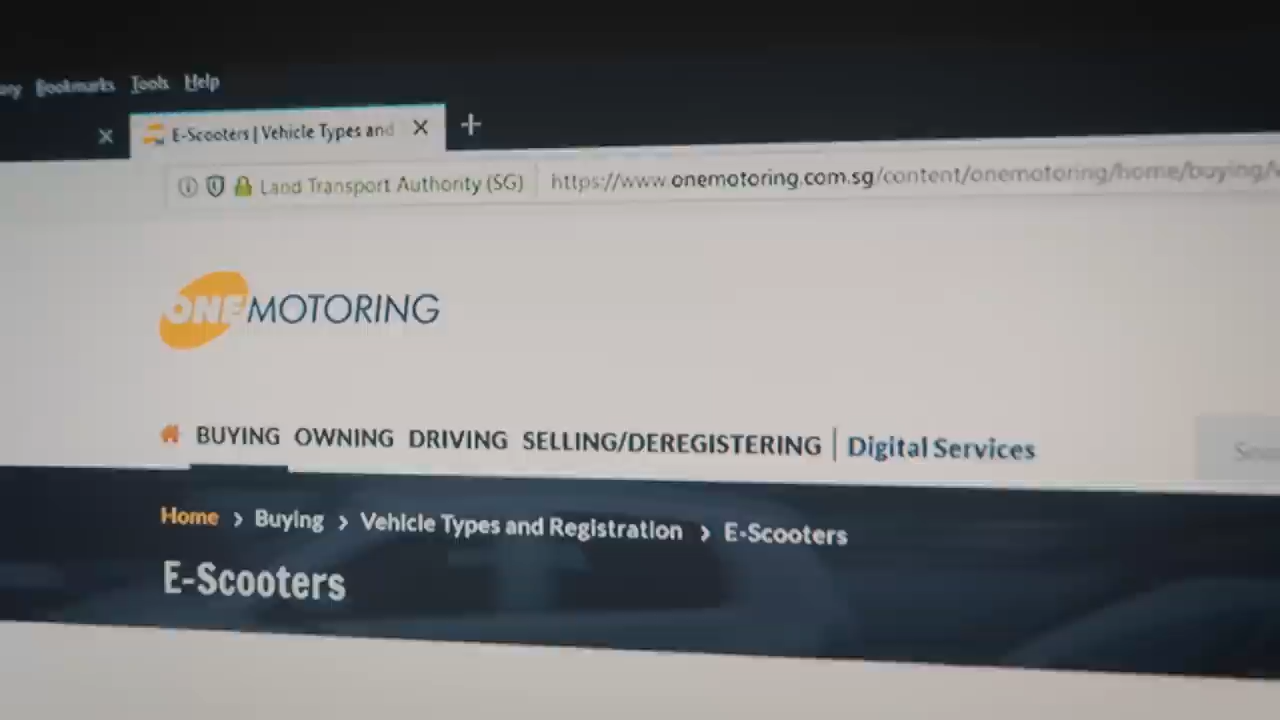 Bookmarks Tools Help
E-Scooters | Vehicle Types and
Land Transport Authority (SG) https://www.onemotoring.com.sg/content/onemotoring/home/buying/
ONEMOTORING
BUYING OWNING DRIVING SELLING/DEREGISTERING | Digital Services
Home > Buying > Vehicle Types and Registration > E-Scooters
E-Scooters